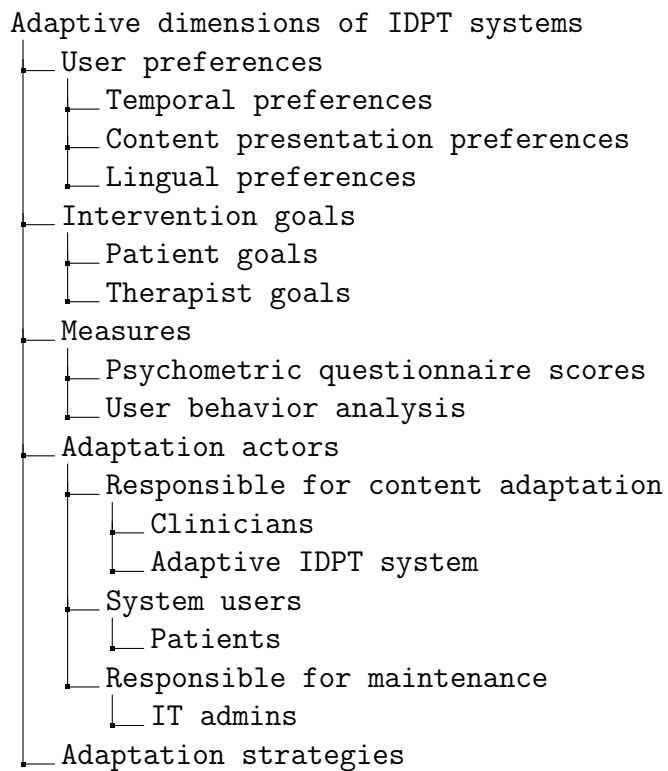 Adaptive dimensions of IDPT systems
User preferences
Temporal preferences
Content presentation preferences
Lingual preferences
Intervention goals
Patient goals
Therapist goals
Measures
Psychometric questionnaire scores
User behavior analysis
Adaptation actors
Responsible for content adaptation
Clinicians
Adaptive IDPT system
System users
Patients
Responsible for maintenance
IT admins
Adaptation strategies